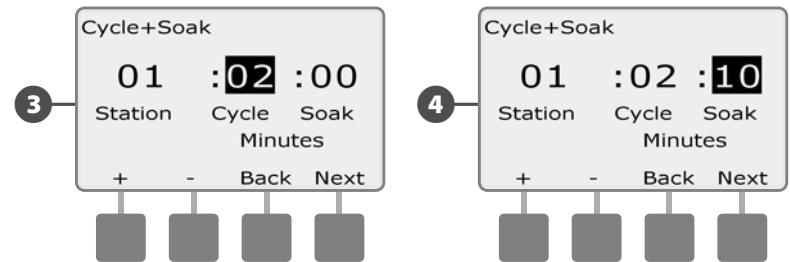 3
Cycle+Soak
01 :02 :00
Station Cycle Soak
Minutes
+ - Back Next
4
Cycle+Soak
01 :02 :10
Station Cycle Soak
Minutes
+ - Back Next